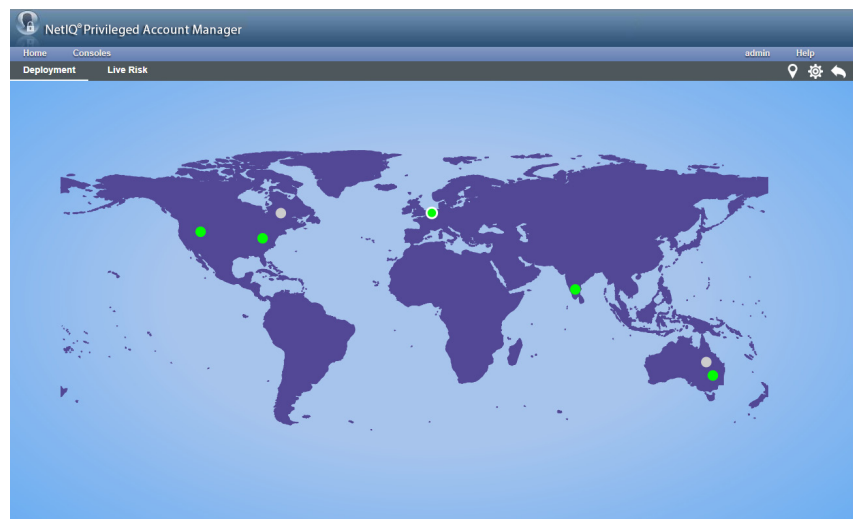 NetIQ® Privileged Account Manager
Home Consoles admin Help
Deployment Live Risk